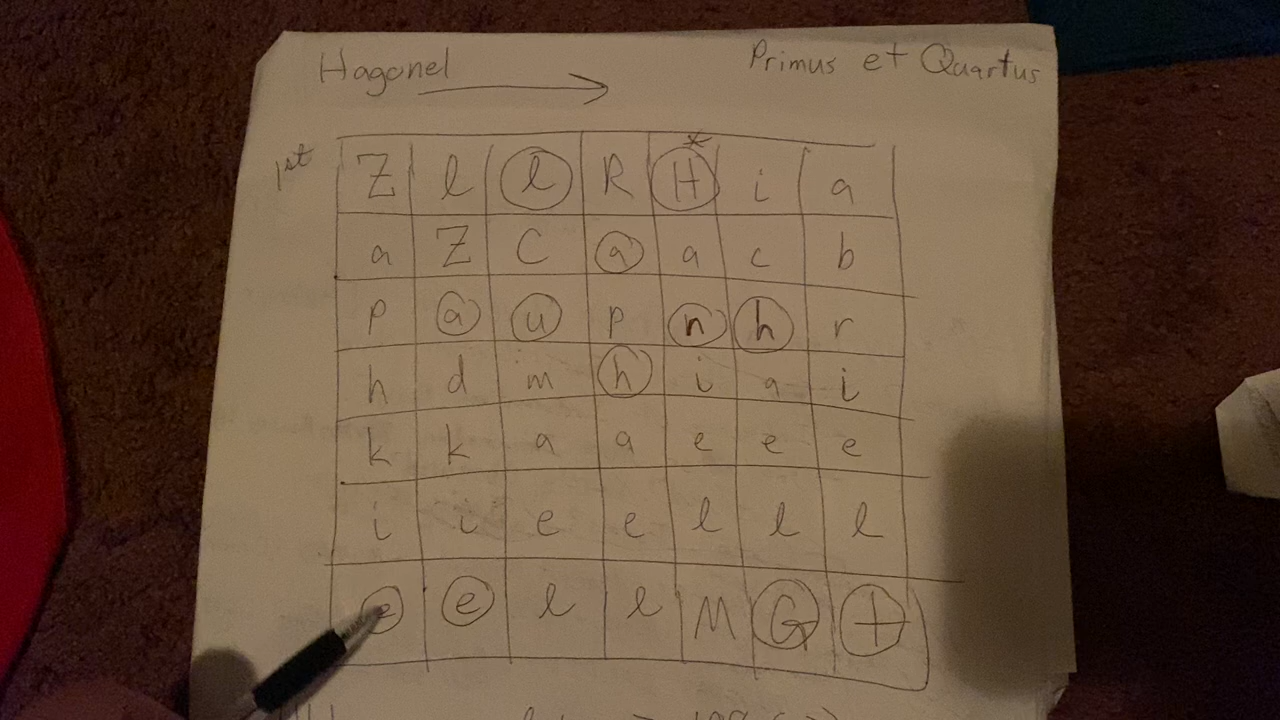 Hagonel → Primus et Quartus
1st
Z l l R H* i a
a Z C a a c b
p a u p n h r
h d m h i a i
k k a a e e e
i i e e l l l
e e l l M G +